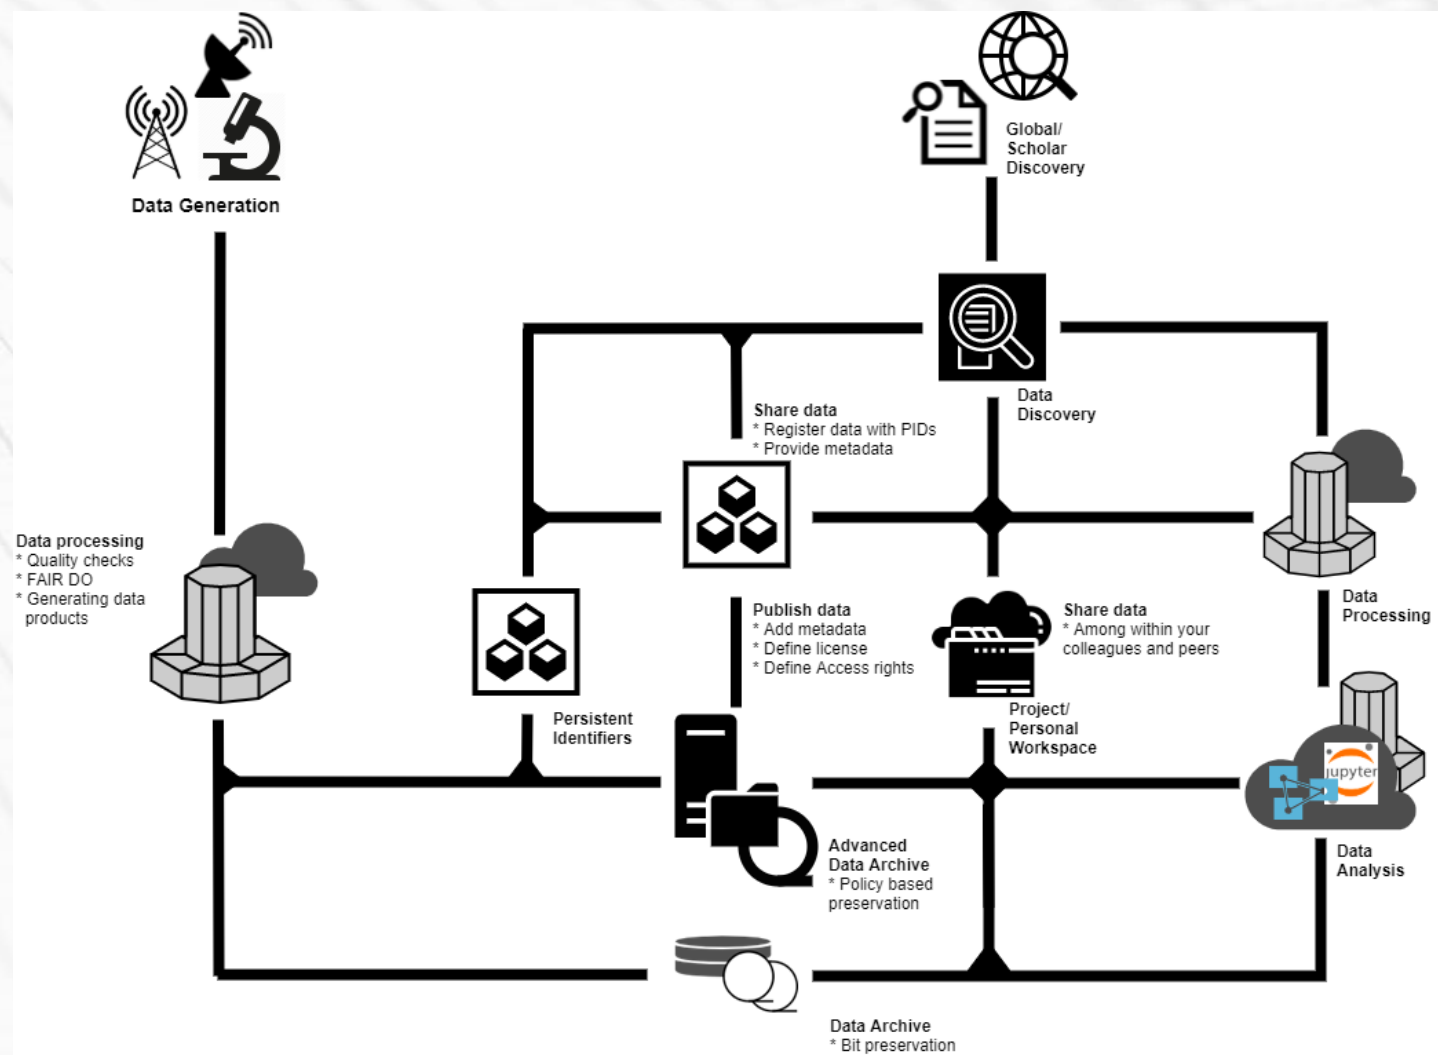 Data Generation
Global/
Scholar
Discovery
Data
Discovery
Share data
* Register data with PIDs
* Provide metadata
Data processing
* Quality checks
* FAIR DO
* Generating data
products
Persistent
Identifiers
Publish data
* Add metadata
* Define license
* Define Access rights
Share data
* Among within your
colleagues and peers
Project/
Personal
Workspace
Data
Processing
jupyter
Data
Analysis
Advanced
Data Archive
* Policy based
preservation
Data Archive
* Bit preservation